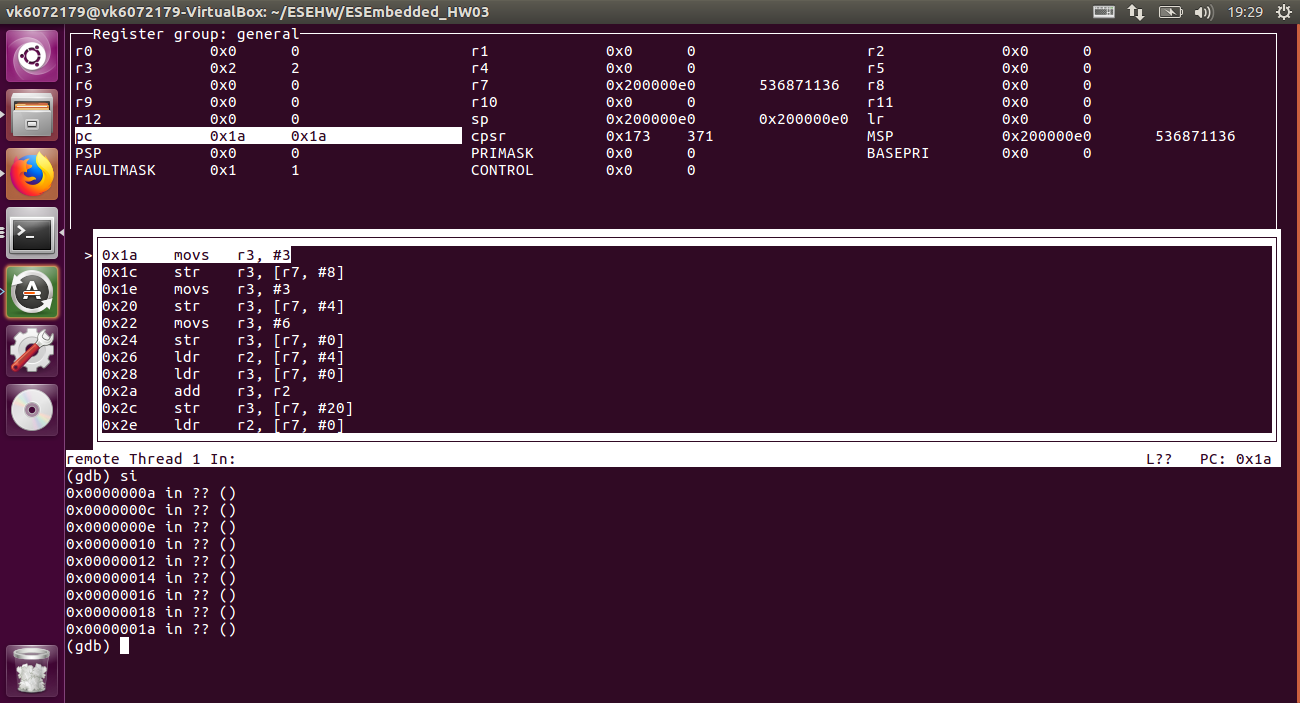 vk6072179@vk6072179-VirtualBox: ~/ESEHW/ESEmbedded_HW03 19:29
Register group: general
r0 0x0 0 r1 0x0 0 r2 0x0 0
r3 0x2 2 r4 0x0 0 r5 0x0 0
r6 0x0 0 r7 0x200000e0 536871136 r8 0x0 0
r9 0x0 0 r10 0x0 0 r11 0x0 0
r12 0x0 0 sp 0x200000e0 0x200000e0 lr 0x0 0
pc 0x1a 0x1a cpsr 0x173 371 MSP 0x200000e0 536871136
PSP 0x0 0 PRIMASK 0x0 0 BASEPRI 0x0 0
FAULTMASK 0x1 1 CONTROL 0x0 0
> 0x1a movs r3, #3
0x1c str r3, [r7, #8]
0x1e movs r3, #3
0x20 str r3, [r7, #4]
0x22 movs r3, #6
0x24 str r3, [r7, #0]
0x26 ldr r2, [r7, #4]
0x28 ldr r3, [r7, #0]
0x2a add r3, r2
0x2c str r3, [r7, #20]
0x2e ldr r2, [r7, #0]
remote Thread 1 In: L?? PC: 0x1a
(gdb) si
0x0000000a in ?? ()
0x0000000c in ?? ()
0x0000000e in ?? ()
0x00000010 in ?? ()
0x00000012 in ?? ()
0x00000014 in ?? ()
0x00000016 in ?? ()
0x00000018 in ?? ()
0x0000001a in ?? ()
(gdb)